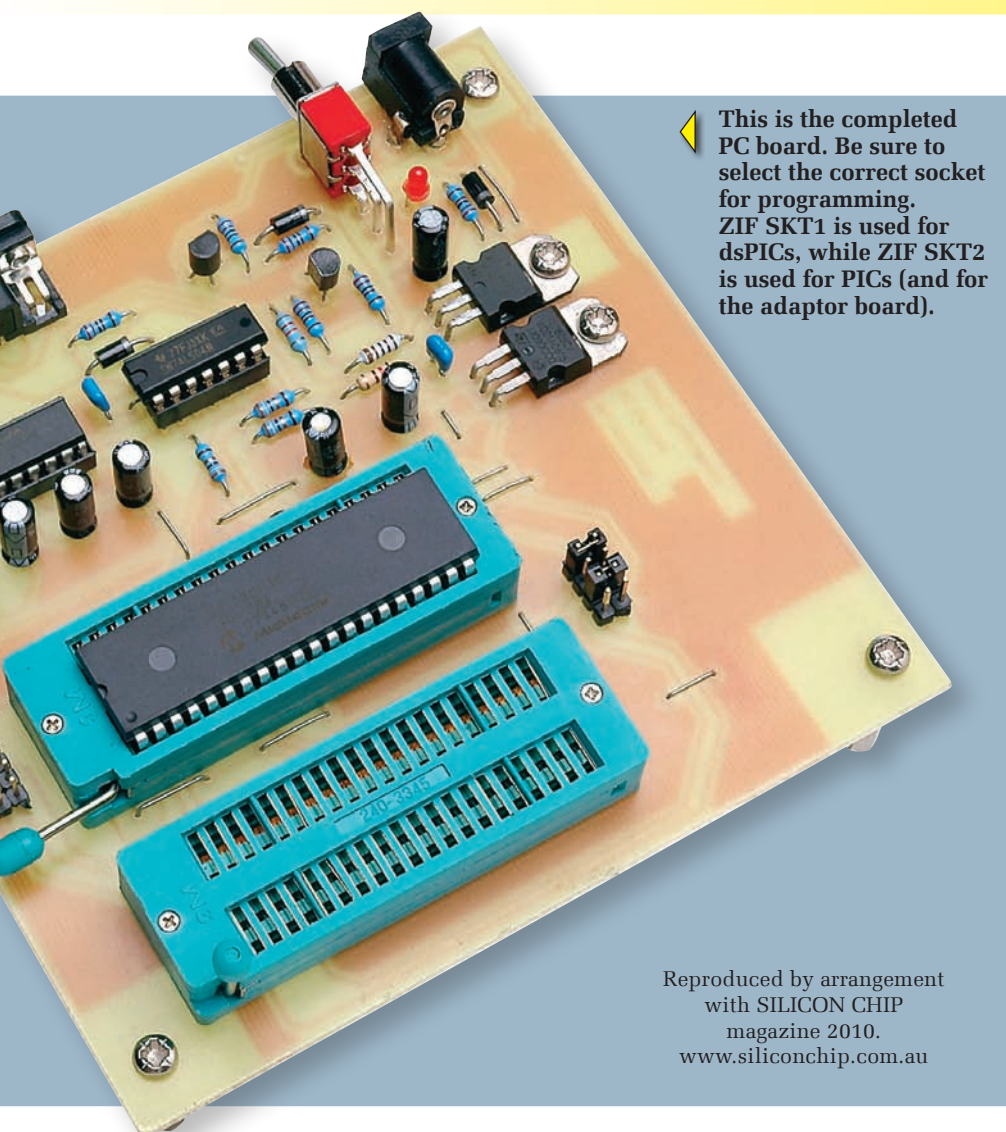 This is the completed
PC board. Be sure to
select the correct socket
for programming.
ZIF SKT1 is used for
dsPICs, while ZIF SKT2
is used for PICs (and for
the adaptor board).
3M
240-3345
3M
Reproduced by arrangement
with SILICON CHIP
magazine 2010.
www.siliconchip.com.au